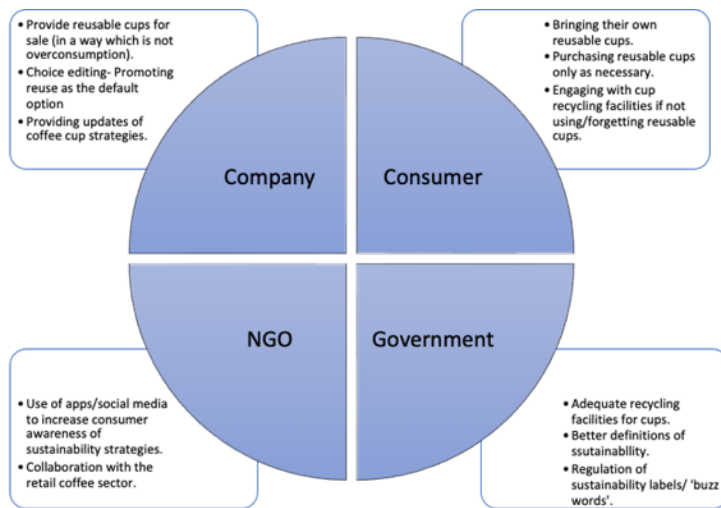 • Provide reusable cups for
sale (in a way which is not
overconsumption).
• Choice editing- Promoting
reuse as the default
option
• Providing updates of
coffee cup strategies.
• Bringing their own
reusable cups.
• Purchasing reusable cups
only as necessary.
• Engaging with cup
recycling facilities if not
using/forgetting reusable
cups.
Company
Consumer
NGO
Government
• Use of apps/social media
to increase consumer
awareness of
sustainability strategies.
• Collaboration with the
retail coffee sector.
• Adequate recycling
facilities for cups.
• Better definitions of
ssutainabllity.
• Regulation of
sustainability labels/ 'buzz
words'.